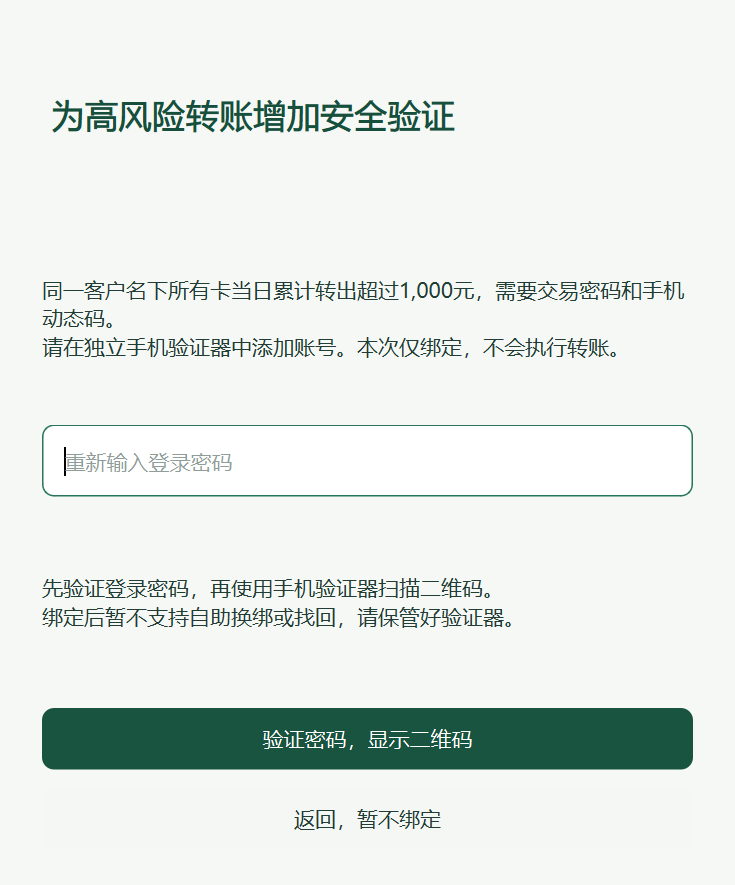 为高风险转账增加安全验证
同一客户名下所有卡当日累计转出超过1,000元，需要交易密码和手机
动态码。
请在独立手机验证器中添加账号。本次仅绑定，不会执行转账。
重新输入登录密码
先验证登录密码，再使用手机验证器扫描二维码。
绑定后暂不支持自助换绑或找回，请保管好验证器。
验证密码，显示二维码
返回，暂不绑定